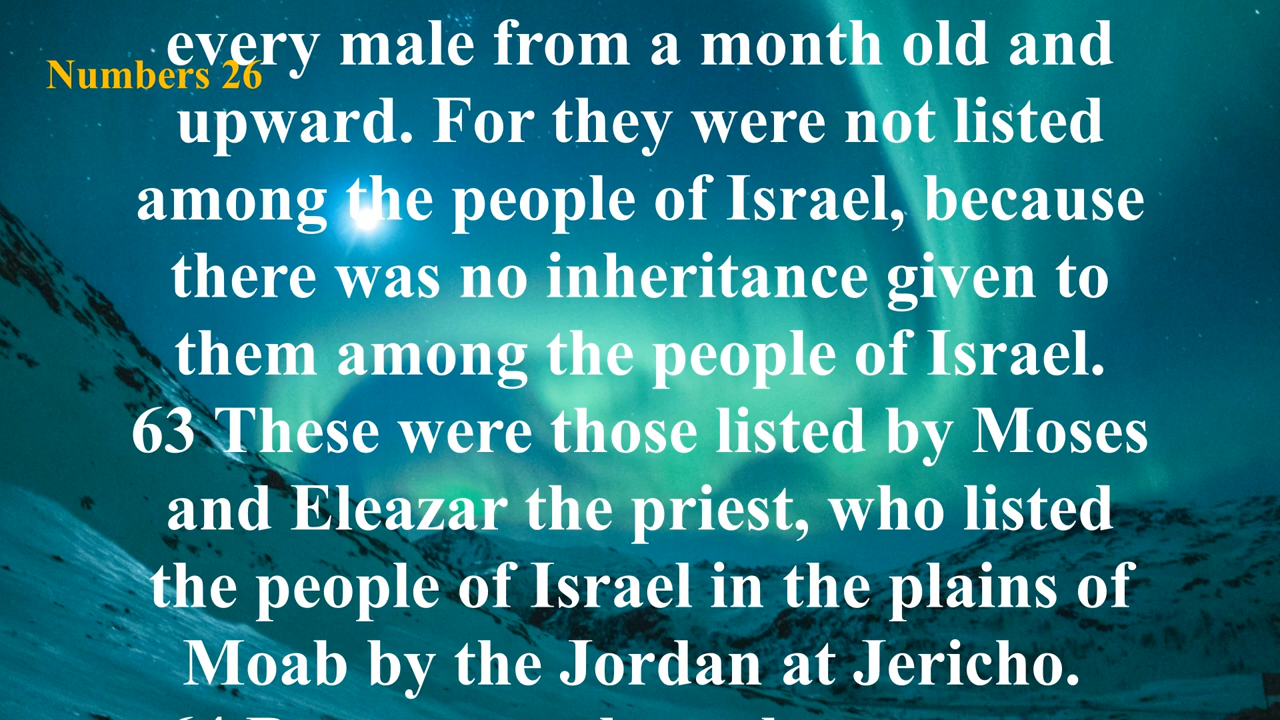 every male from a month old and
Numbers 26
upward. For they were not listed
among the people of Israel, because
there was no inheritance given to
them among the people of Israel.
63 These were those listed by Moses
and Eleazar the priest, who listed
the people of Israel in the plains of
Moab by the Jordan at Jericho.